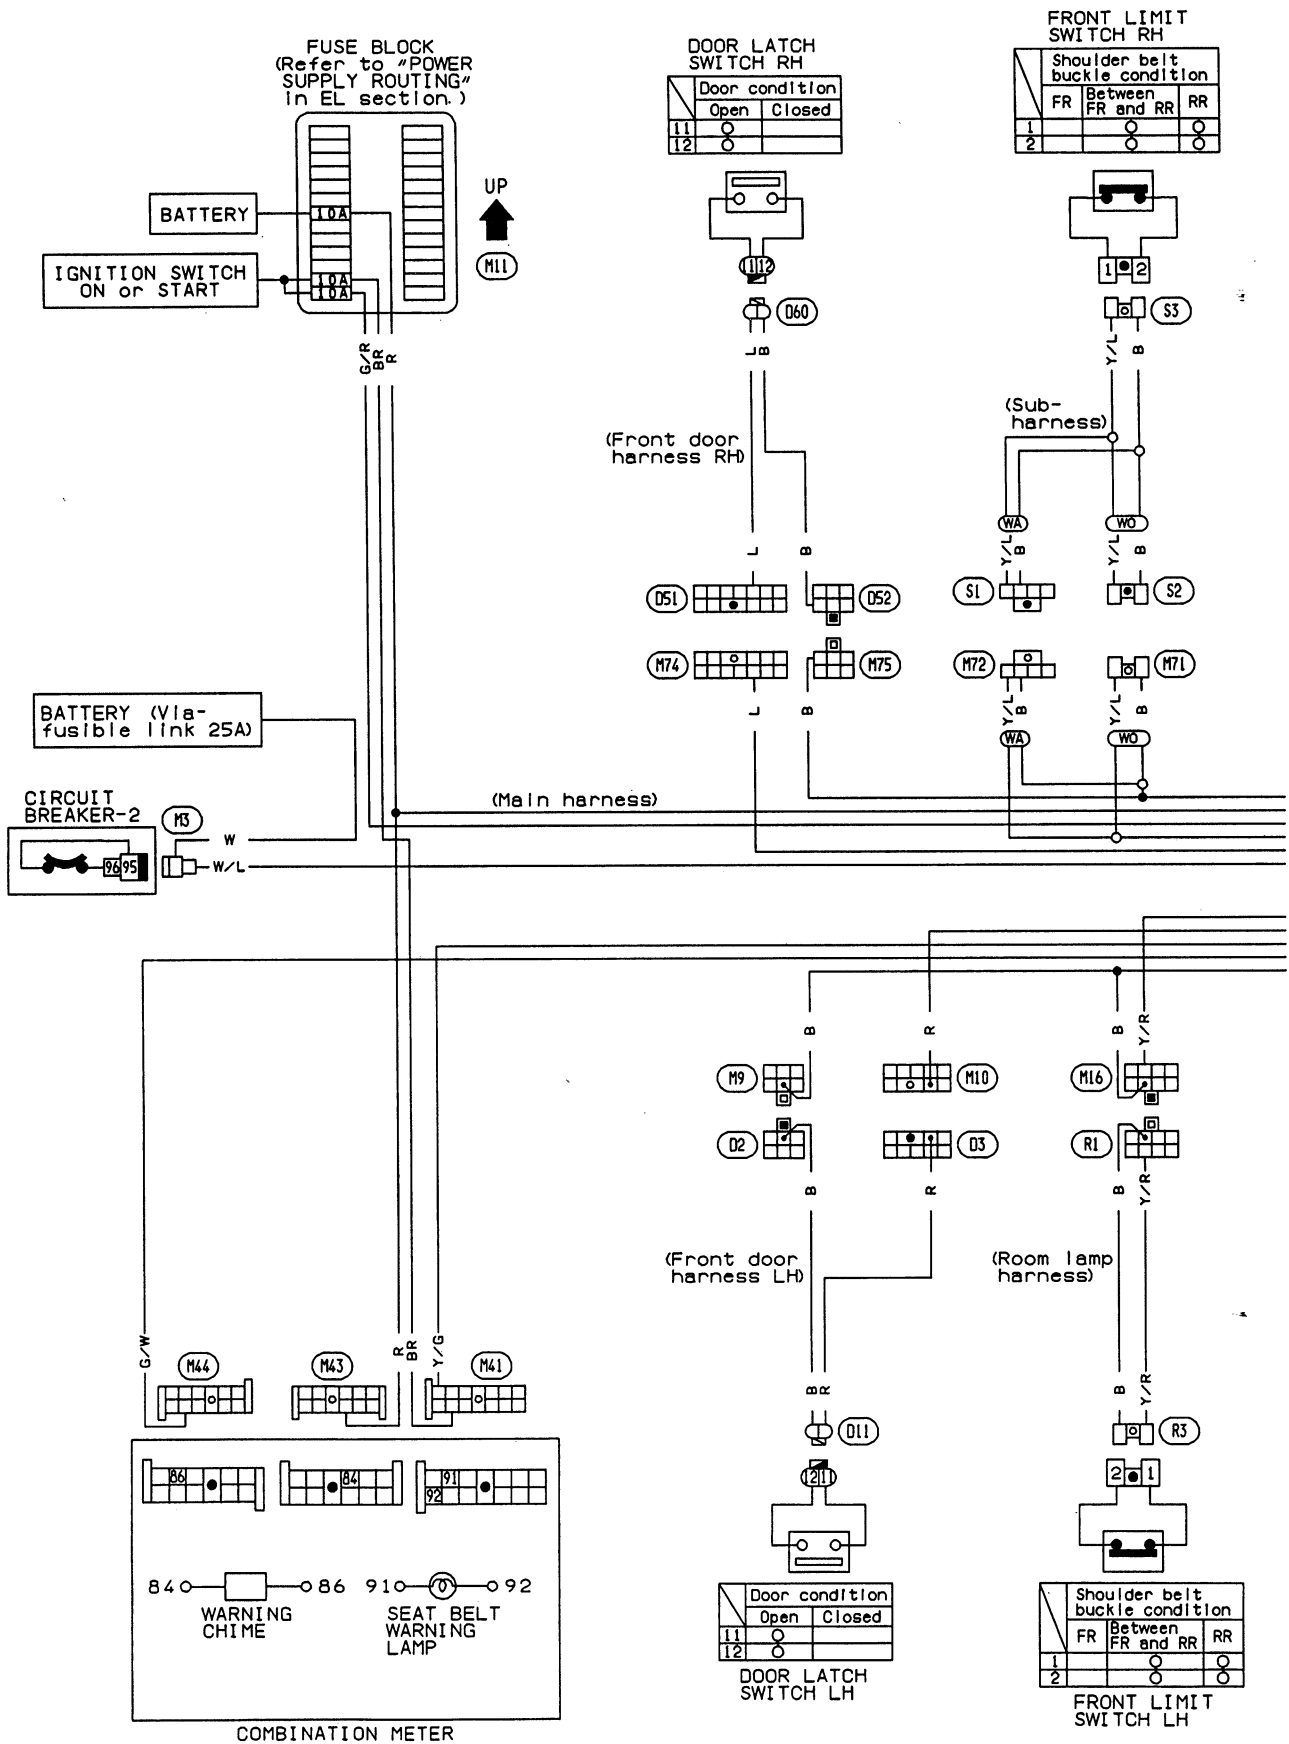 FUSE BLOCK
(Refer to "POWER
SUPPLY ROUTING"
in EL section.)
BATTERY
10A
IGNITION SWITCH
ON or START
10A
10A
UP
M11
G/R
BR
R
DOOR LATCH
SWITCH RH
Door condition
Open Closed
11
12
11 12
D60
L
B
(Front door
harness RH)
L
B
D51
D52
M74
M75
L
B
FRONT LIMIT
SWITCH RH
Shoulder belt
buckle condition
FR Between
FR and RR RR
1
2
1 2
S3
Y/L
B
(Sub-
harness)
WA
WO
Y/L
B
Y/L
B
S1
S2
M72
M71
Y/L
B
Y/L
B
WA
WO
BATTERY (Via-
fusible link 25A)
CIRCUIT
BREAKER-2
96 95
M3
W
W/L
(Main harness)
B
R
B
Y/R
M9
M10
M16
D2
D3
R1
B
R
B
Y/R
(Front door
harness LH)
(Room lamp
harness)
G/W
R
BR
Y/G
M44
M43
M41
B
R
B
Y/R
D11
R3
86
84
91
92
84 86
WARNING
CHIME
91 92
SEAT BELT
WARNING
LAMP
COMBINATION METER
12 11
Door condition
Open Closed
11
12
DOOR LATCH
SWITCH LH
2 1
Shoulder belt
buckle condition
FR Between
FR and RR RR
1
2
FRONT LIMIT
SWITCH LH